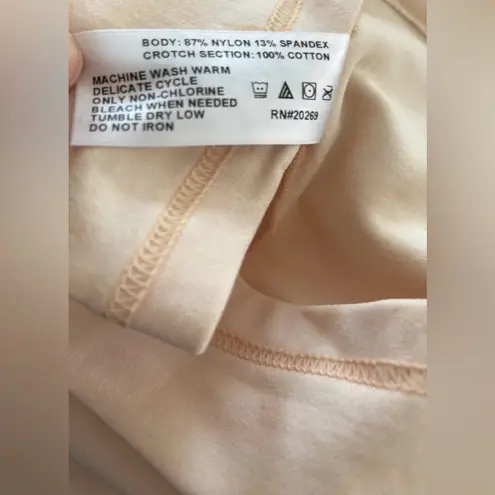 BODY: 87% NYLON 13% SPANDEX
CROTCH SECTION: 100% COTTON
MACHINE WASH WARM
DELICATE CYCLE
ONLY NON-CHLORINE
BLEACH WHEN NEEDED
TUMBLE DRY LOW
DO NOT IRON
RN#20269